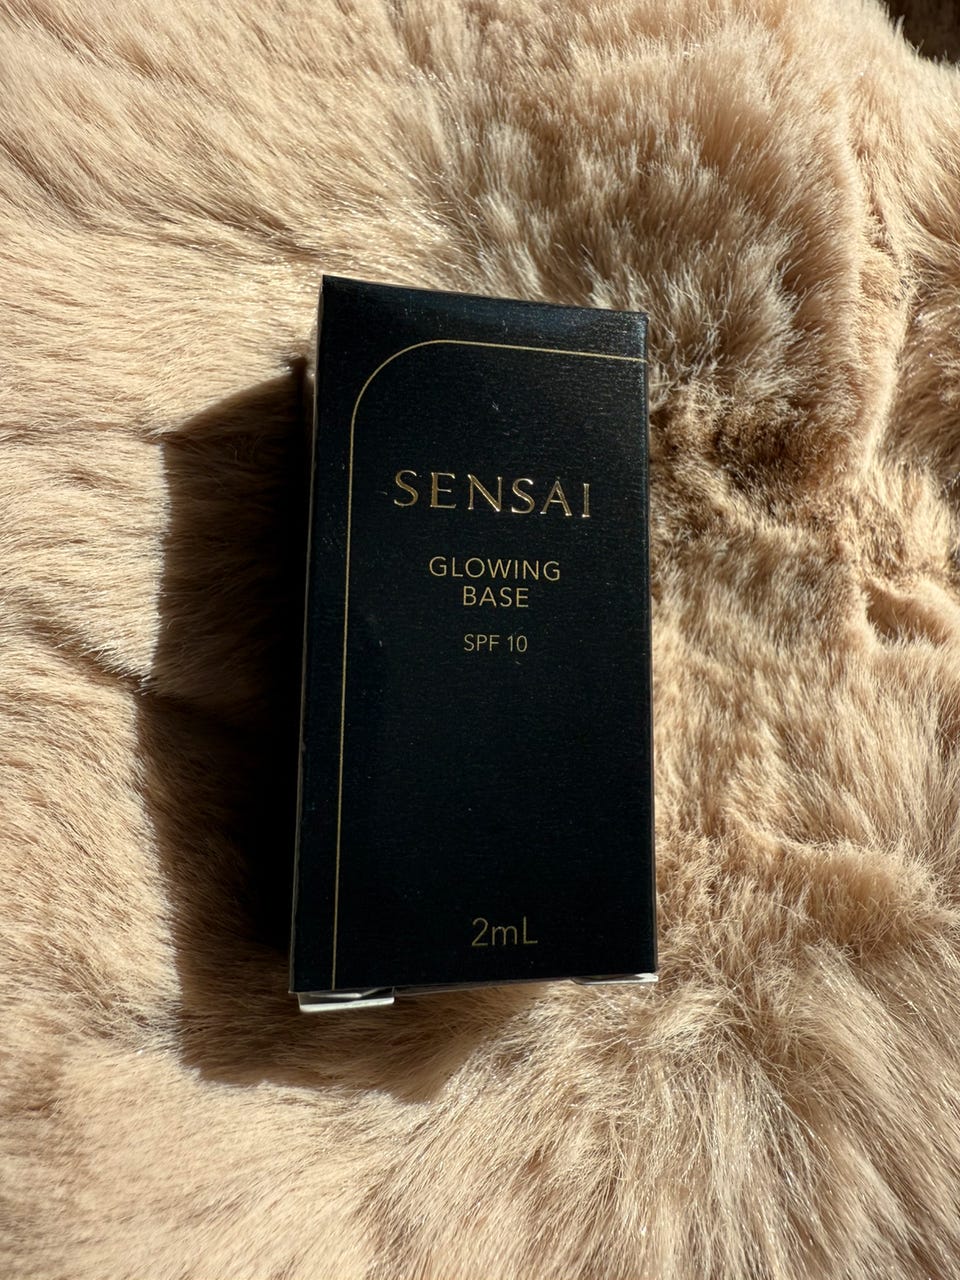 SENSAI
GLOWING
BASE
SPF 10
2mL